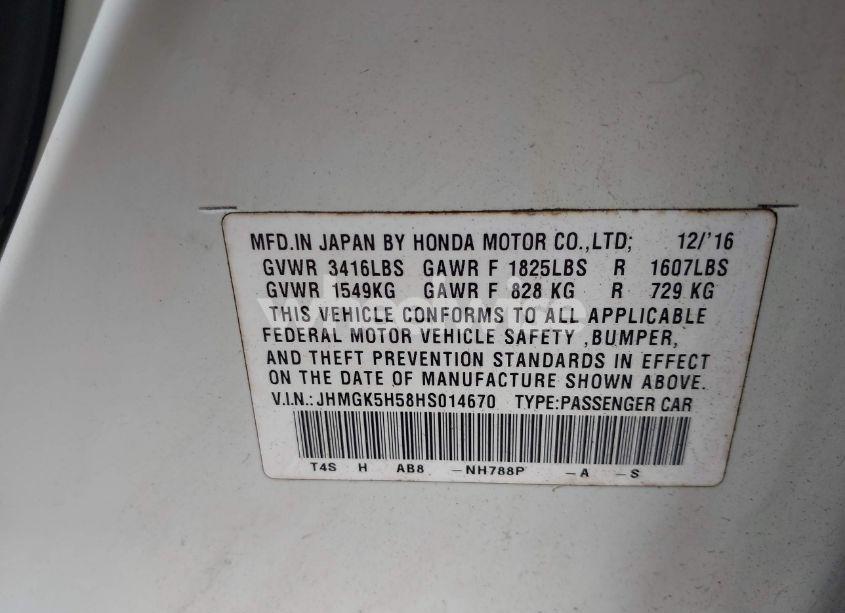 MFD.IN JAPAN BY HONDA MOTOR CO.,LTD; 12/'16
GVWR 3416LBS GAWR F 1825LBS R 1607LBS
GVWR 1549KG GAWR F 828 KG R 729 KG
THIS VEHICLE CONFORMS TO ALL APPLICABLE
FEDERAL MOTOR VEHICLE SAFETY ,BUMPER,
AND THEFT PREVENTION STANDARDS IN EFFECT
ON THE DATE OF MANUFACTURE SHOWN ABOVE.
V.I.N.:JHMGK5H58HS014670 TYPE:PASSENGER CAR
T4S H AB8 -NH788P -A -S